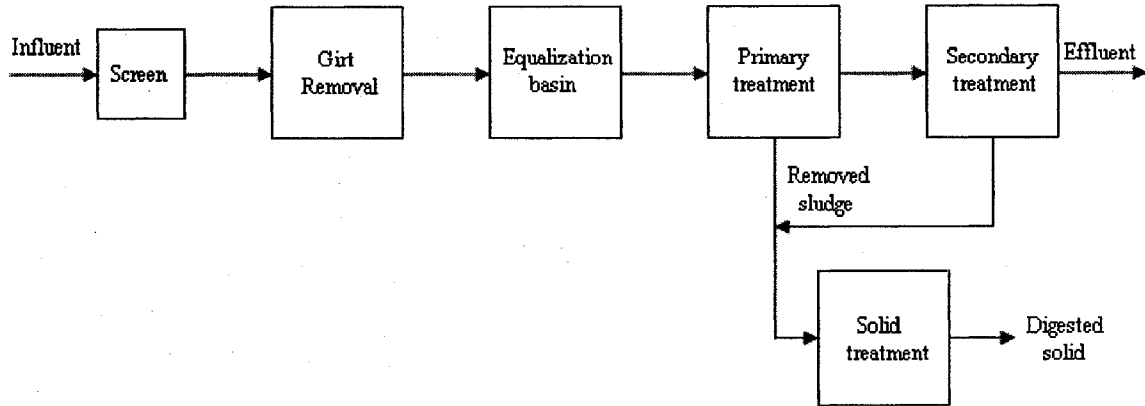 Influent
Screen
Girt
Removal
Equalization
basin
Primary
treatment
Secondary
treatment
Effluent
Removed
sludge
Solid
treatment
Digested
solid